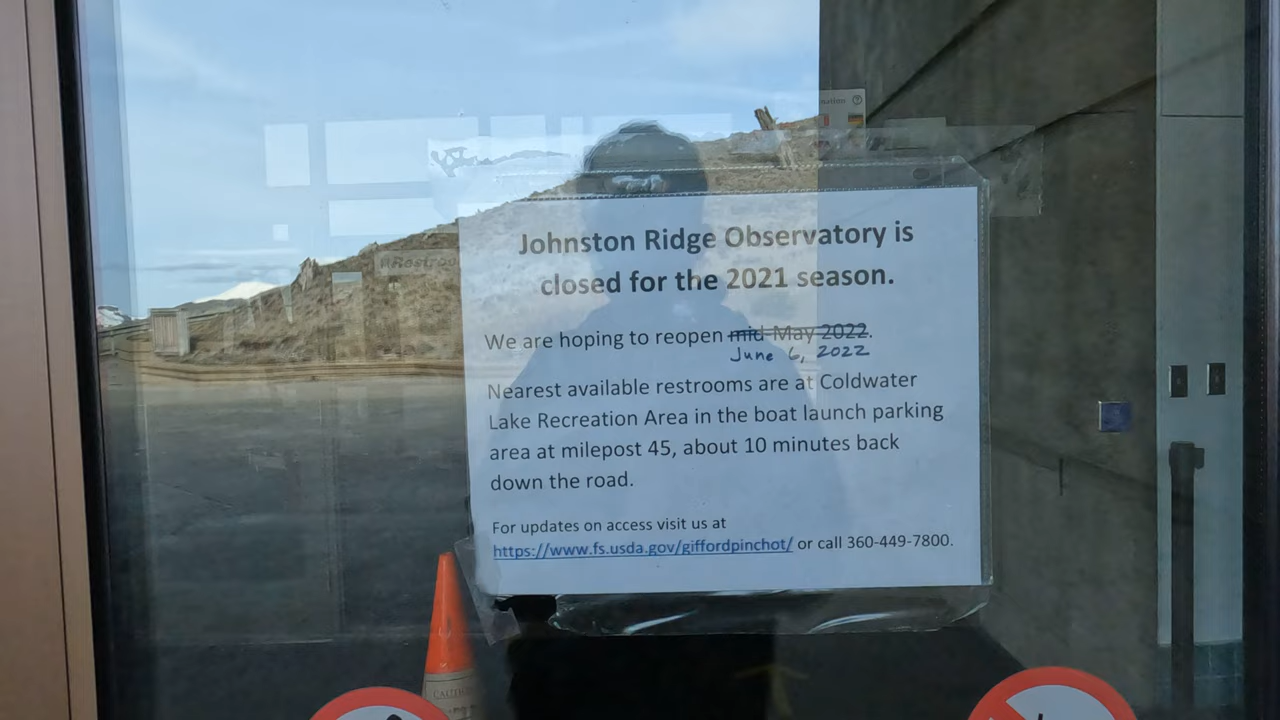 Johnston Ridge Observatory is
closed for the 2021 season.
We are hoping to reopen mid May 2022.
June 6, 2022
Nearest available restrooms are at Coldwater
Lake Recreation Area in the boat launch parking
area at milepost 45, about 10 minutes back
down the road.
For updates on access visit us at
https://www.fs.usda.gov/giffordpinchot/ or call 360-449-7800.